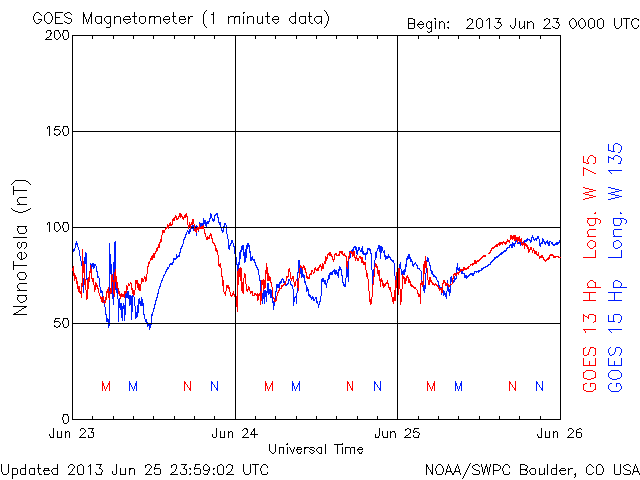 GOES Magnetometer (1 minute data)
Begin: 2013 Jun 23 0000 UTC
200
150
100
50
0
NanoTesla (nT)
M M N N M M N N M M N N
Jun 23 Jun 24 Jun 25 Jun 26
Universal Time
GOES 13 Hp Long. W 75
GOES 15 Hp Long. W 135
Updated 2013 Jun 25 23:59:02 UTC
NOAA/SWPC Boulder, CO USA